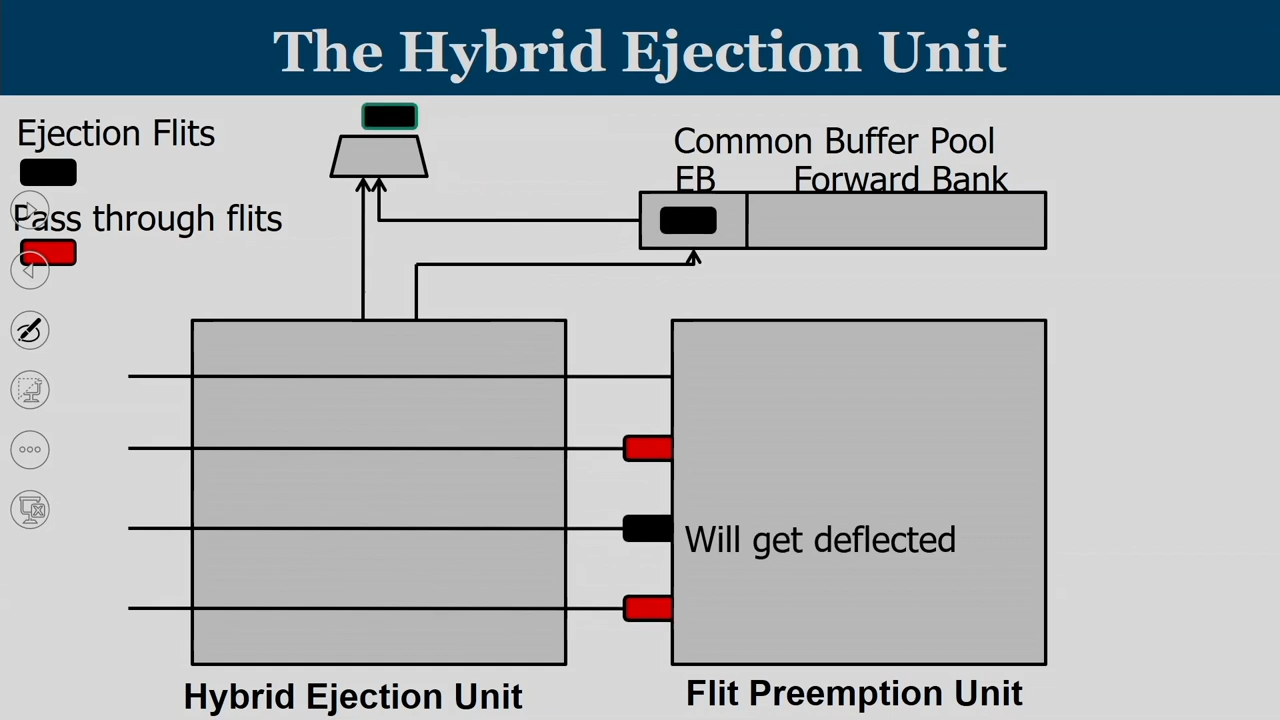 The Hybrid Ejection Unit
Ejection Flits
Pass through flits
Common Buffer Pool
EB Forward Bank
Will get deflected
Hybrid Ejection Unit
Flit Preemption Unit